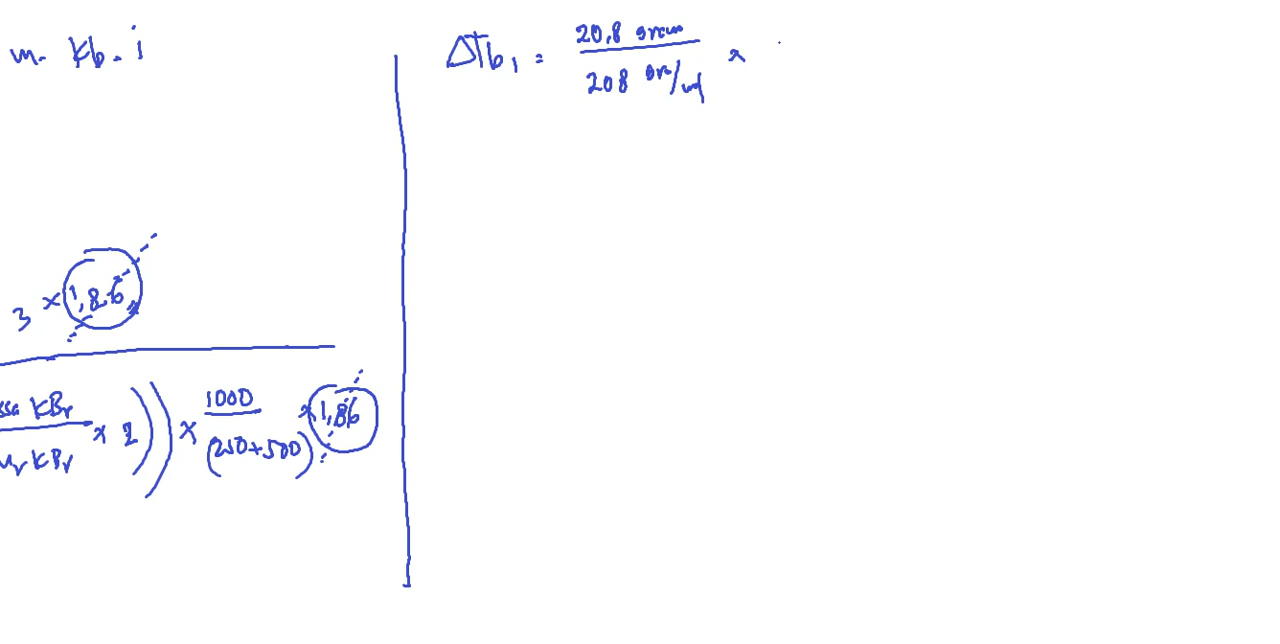 m. Kb. i
3 × 1,86
ssa KBr
× 2)) × 1000 × 1,86
Mr KBr (250+500)
ΔTb1 = 20,8 gram ×
208 gr/mol